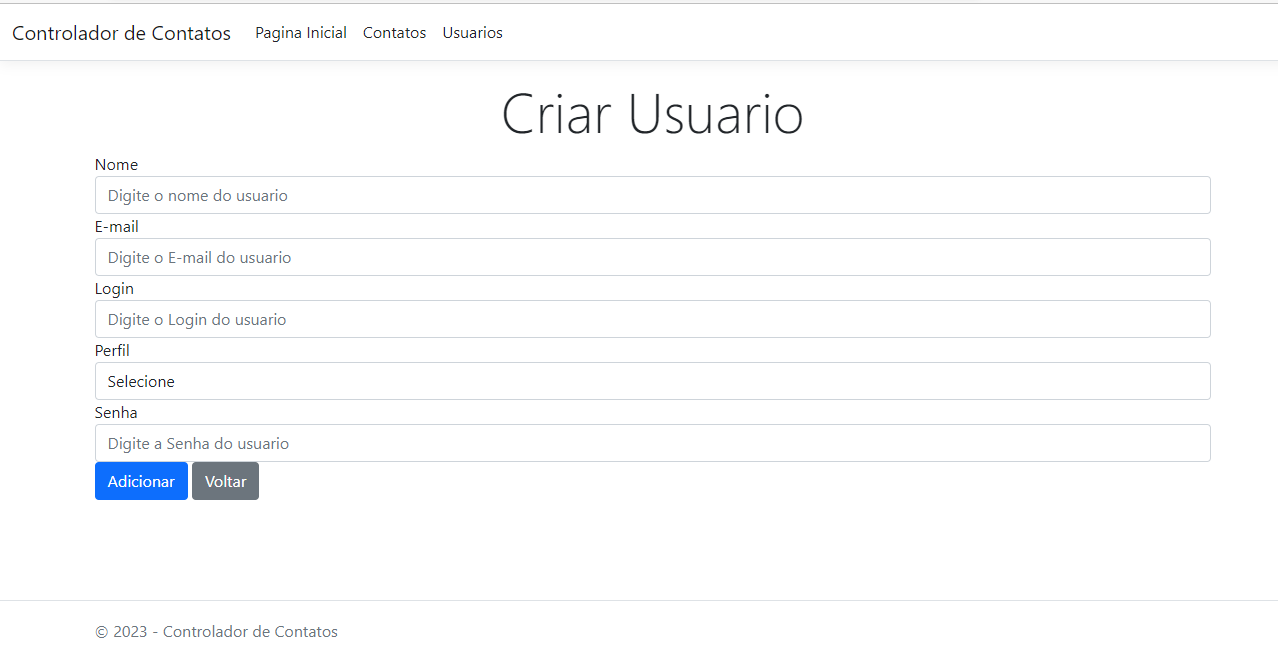 Controlador de Contatos Pagina Inicial Contatos Usuarios
Criar Usuario
Nome
Digite o nome do usuario
E-mail
Digite o E-mail do usuario
Login
Digite o Login do usuario
Perfil
Selecione
Senha
Digite a Senha do usuario
Adicionar Voltar
© 2023 - Controlador de Contatos